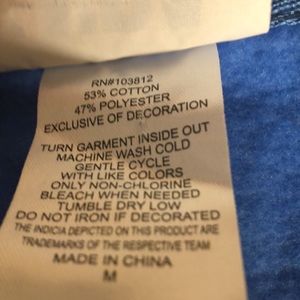 RN#103812
53% COTTON
47% POLYESTER
EXCLUSIVE OF DECORATION
TURN GARMENT INSIDE OUT
MACHINE WASH COLD
GENTLE CYCLE
WITH LIKE COLORS
ONLY NON-CHLORINE
BLEACH WHEN NEEDED
TUMBLE DRY LOW
DO NOT IRON IF DECORATED
THE INDICIA DEPICTED ON THIS PRODUCT ARE
TRADEMARKS OF THE RESPECTIVE TEAM
MADE IN CHINA
M